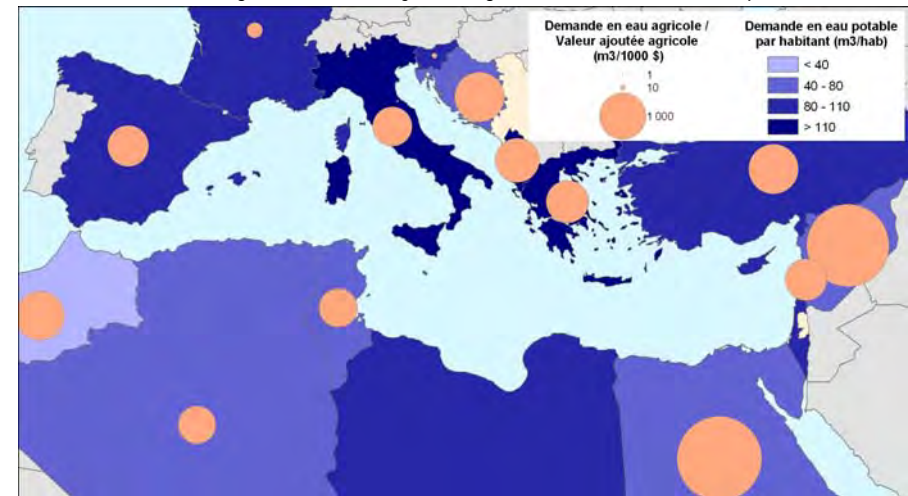 Demande en eau agricole /
Valeur ajoutée agricole
(m3/1000 $)
1
10
1 000
Demande en eau potable
par habitant (m3/hab)
< 40
40 - 80
80 - 110
> 110